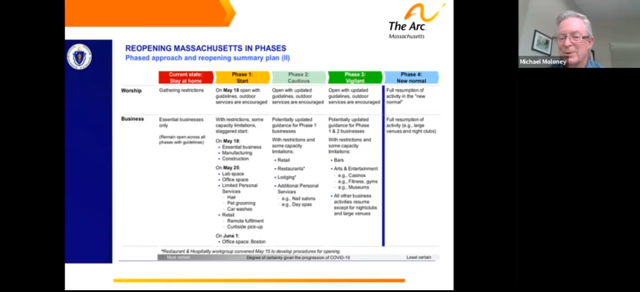 The Arc
Massachusetts
REOPENING MASSACHUSETTS IN PHASES
Phased approach and reopening summary plan (II)
Current state: Stay at home
Phase 1: Start
Phase 2: Cautious
Phase 3: Vigilant
Phase 4: New normal
Worship
Gathering restrictions
On May 18 open with guidelines, outdoor services are encouraged
Open with updated guidelines, outdoor services are encouraged
Open with updated guidelines, outdoor services are encouraged
Full resumption of activity in the "new normal"
Business
Essential businesses only
(Remain open across all phases with guidelines)
With restrictions, some capacity limitations, staggered start:
On May 18:
• Essential business
• Manufacturing
• Construction
On May 25:
• Lab space
• Office space
• Limited Personal Services
- Hair
- Pet grooming
- Car washes
• Retail
- Remote fulfilment
- Curbside pick-up
On June 1:
• Office space: Boston
Potentially updated guidance for Phase 1 businesses
With restrictions and some capacity limitations:
• Retail
• Restaurants*
• Lodging*
• Additional Personal Services
- e.g., Nail salons
- e.g., Day spas
Potentially updated guidance for Phase 1 & 2 businesses
With restrictions and some capacity limitations:
• Bars
• Arts & Entertainment
- e.g., Casinos
- e.g., Fitness, gyms
- e.g., Museums
• All other business activities resume except for nightclubs and large venues
Full resumption of activity (e.g., large venues and night clubs)
*Restaurant & Hospitality workgroup convened May 15 to develop procedures for opening.
More certain
Degree of certainty given the progression of COVID-19
Least certain
Michael Moloney